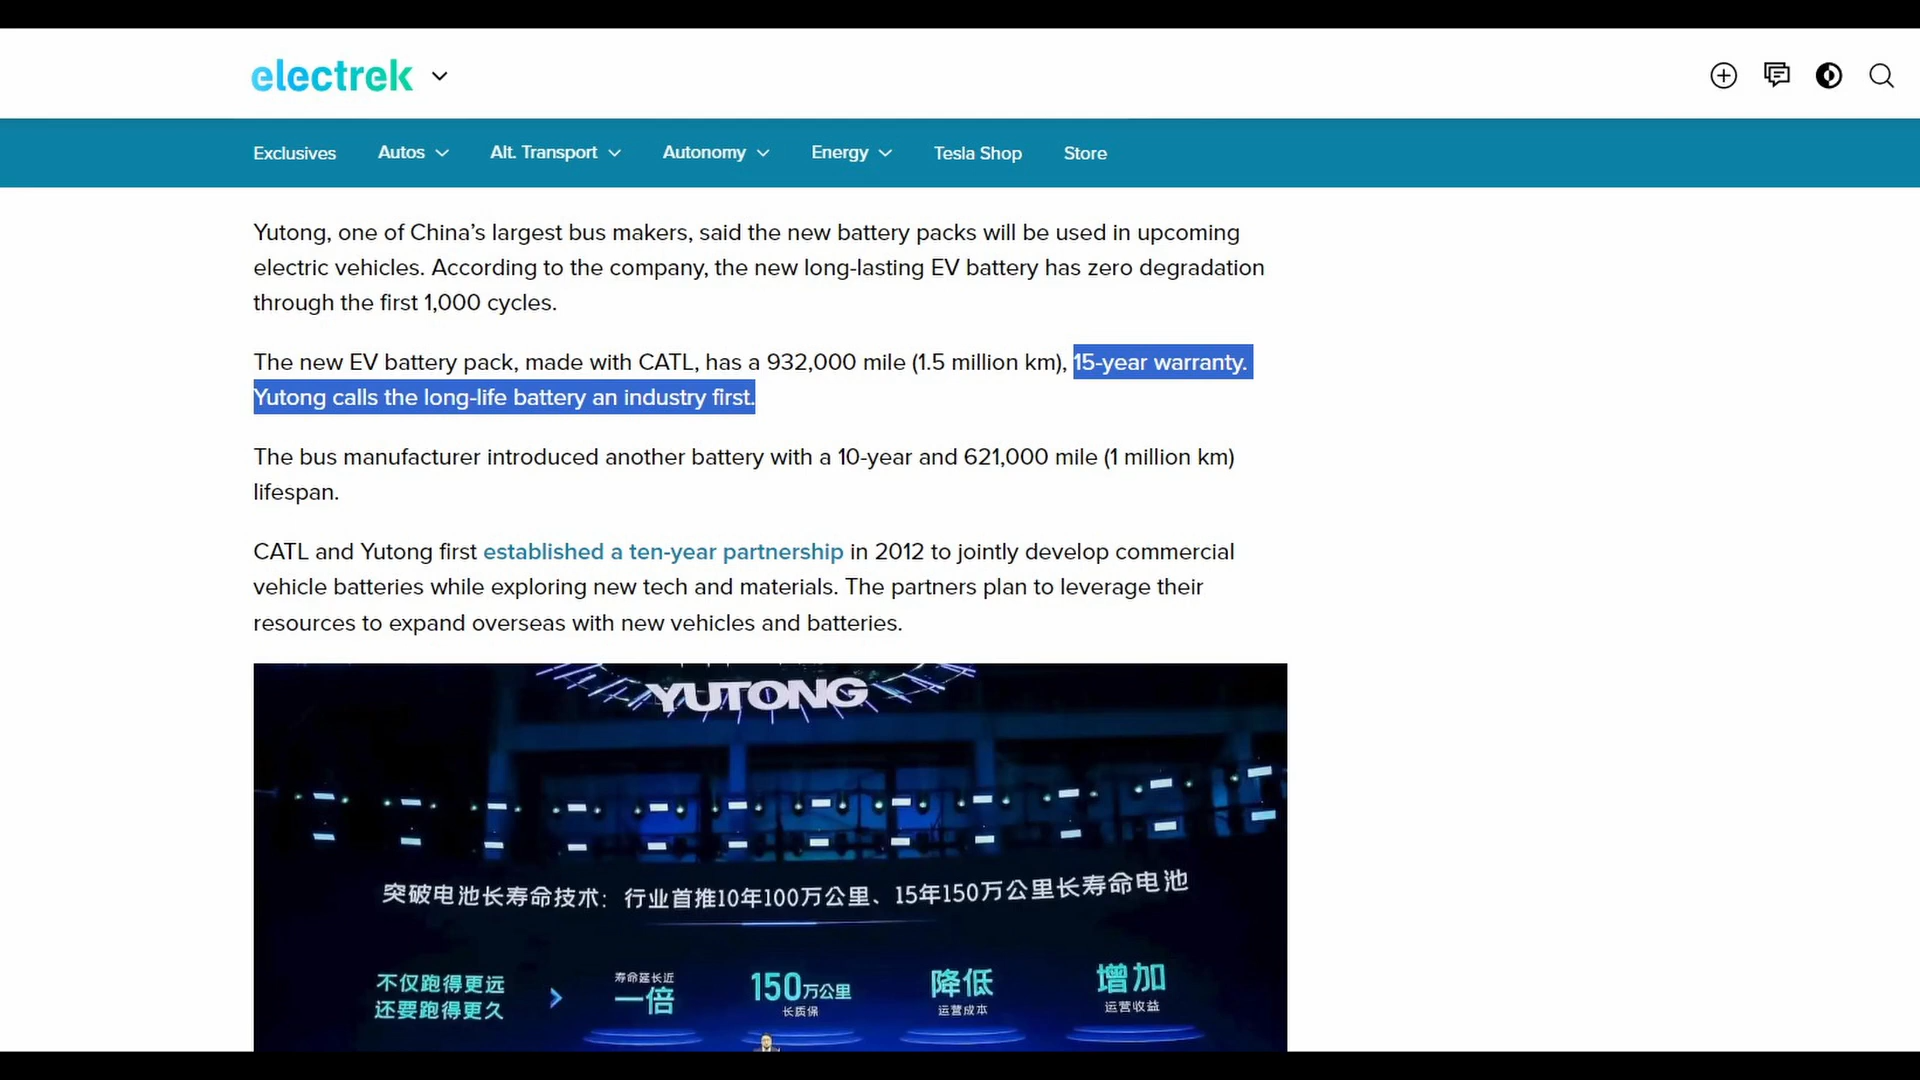 electrek
Exclusives Autos Alt. Transport Autonomy Energy Tesla Shop Store
Yutong, one of China’s largest bus makers, said the new battery packs will be used in upcoming
electric vehicles. According to the company, the new long-lasting EV battery has zero degradation
through the first 1,000 cycles.
The new EV battery pack, made with CATL, has a 932,000 mile (1.5 million km), 15-year warranty.
Yutong calls the long-life battery an industry first.
The bus manufacturer introduced another battery with a 10-year and 621,000 mile (1 million km)
lifespan.
CATL and Yutong first established a ten-year partnership in 2012 to jointly develop commercial
vehicle batteries while exploring new tech and materials. The partners plan to leverage their
resources to expand overseas with new vehicles and batteries.
YUTONG
突破电池长寿命技术：行业首推10年100万公里、15年150万公里长寿命电池
不仅跑得更远
还要跑得更久
寿命延长近
一倍
150万公里
长质保
降低
运营成本
增加
运营收益